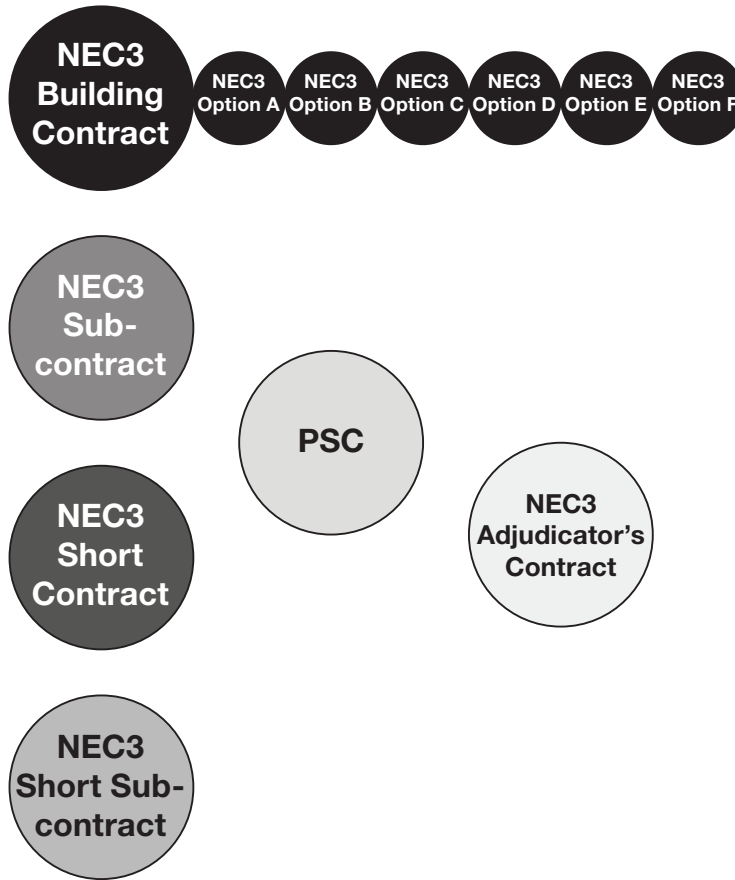 NEC3
Building
Contract
NEC3
Option A
NEC3
Option B
NEC3
Option C
NEC3
Option D
NEC3
Option E
NEC3
Option F
NEC3
Sub-
contract
PSC
NEC3
Short
Contract
NEC3
Adjudicator's
Contract
NEC3
Short Sub-
contract